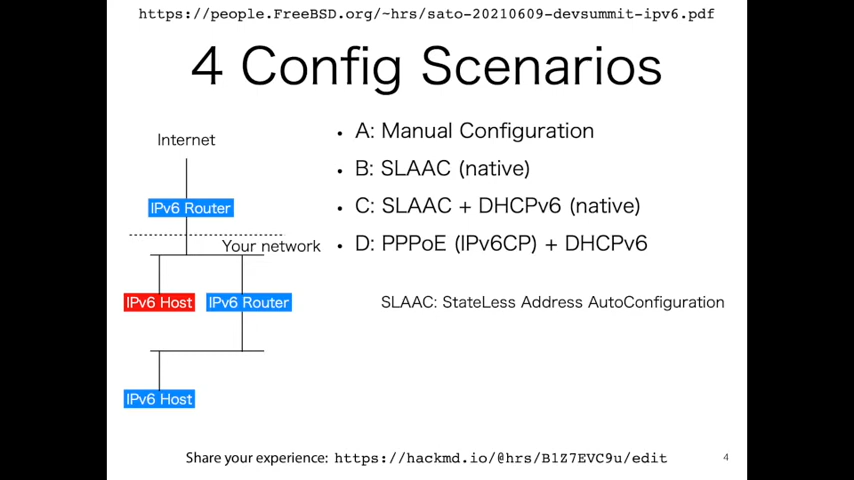 https://people.FreeBSD.org/~hrs/sato-20210609-devsummit-ipv6.pdf
4 Config Scenarios
Internet
IPv6 Router
Your network
IPv6 Host
IPv6 Router
IPv6 Host
• A: Manual Configuration
• B: SLAAC (native)
• C: SLAAC + DHCPv6 (native)
• D: PPPoE (IPv6CP) + DHCPv6
SLAAC: StateLess Address AutoConfiguration
Share your experience: https://hackmd.io/@hrs/B1Z7EVC9u/edit
4